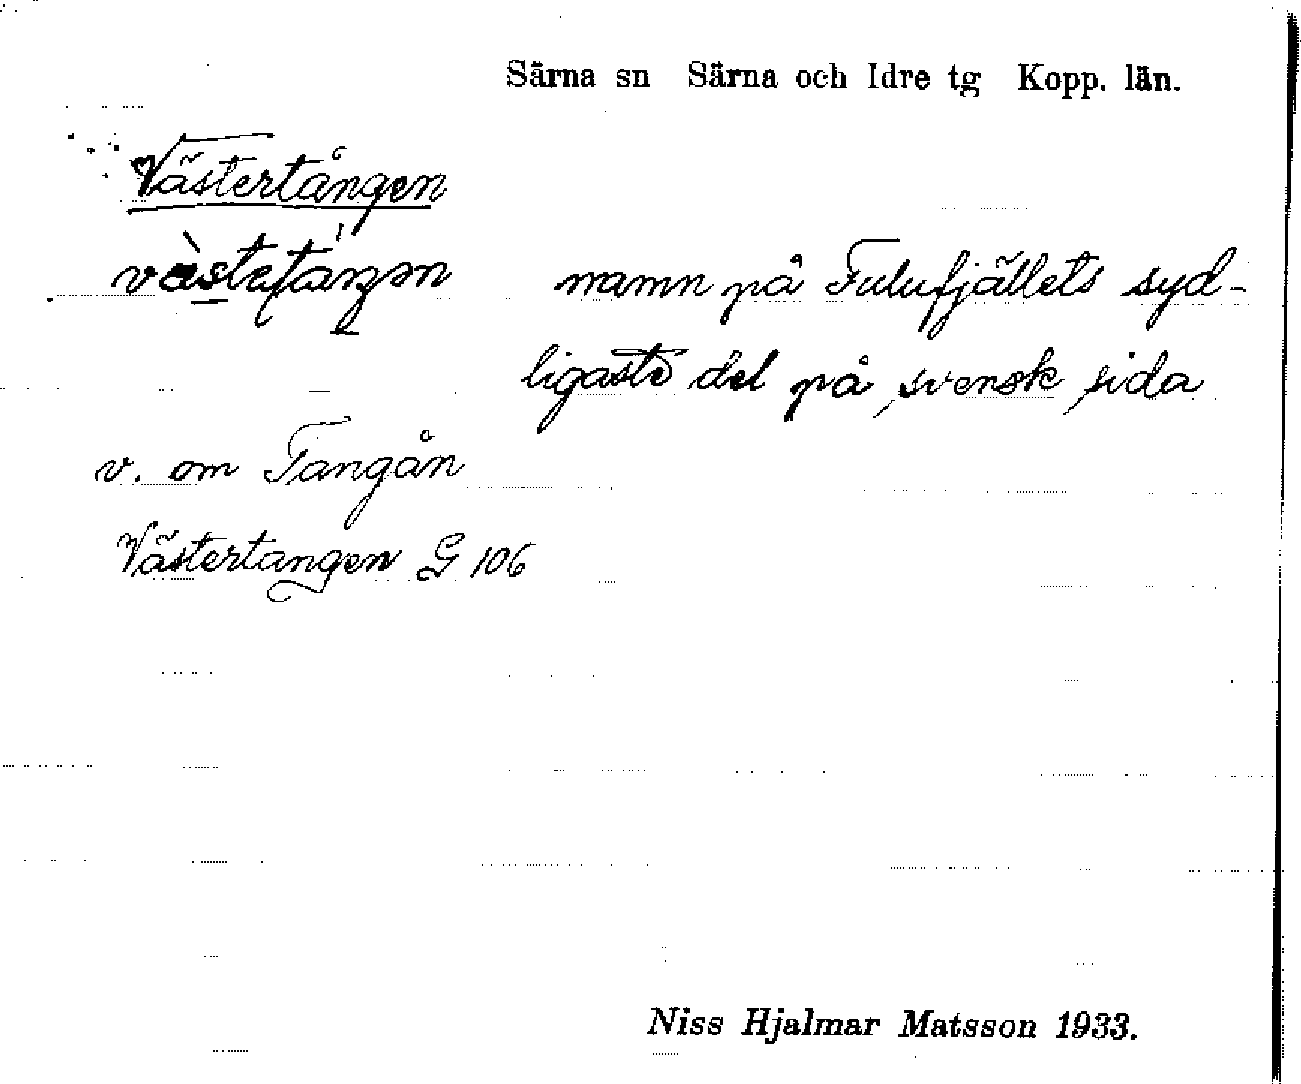 Särna sn Särna och Idre tg Kopp. län.
Västertången
namn på Fulufjällets syd-
ligaste del på svensk sida
v. om Tangån
Västertangen G 106
Niss Hjalmar Matsson 1933.